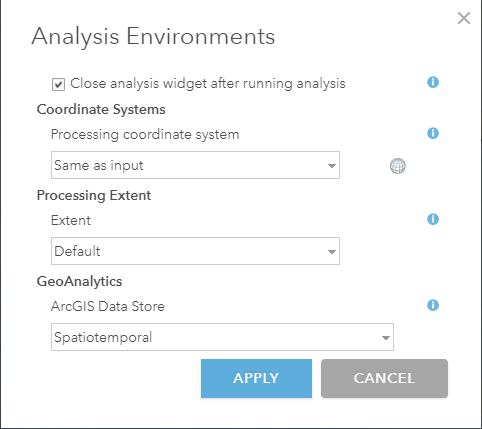 Analysis Environments
Close analysis widget after running analysis
Coordinate Systems
Processing coordinate system
Same as input
Processing Extent
Extent
Default
GeoAnalytics
ArcGIS Data Store
Spatiotemporal
APPLY CANCEL